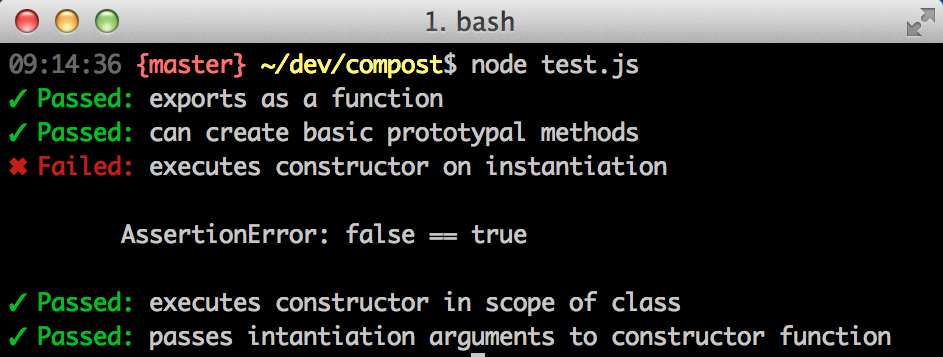 1. bash
09:14:36 {master} ~/dev/compost$ node test.js
✓ Passed: exports as a function
✓ Passed: can create basic prototypal methods
✖ Failed: executes constructor on instantiation
AssertionError: false == true
✓ Passed: executes constructor in scope of class
✓ Passed: passes intantiation arguments to constructor function